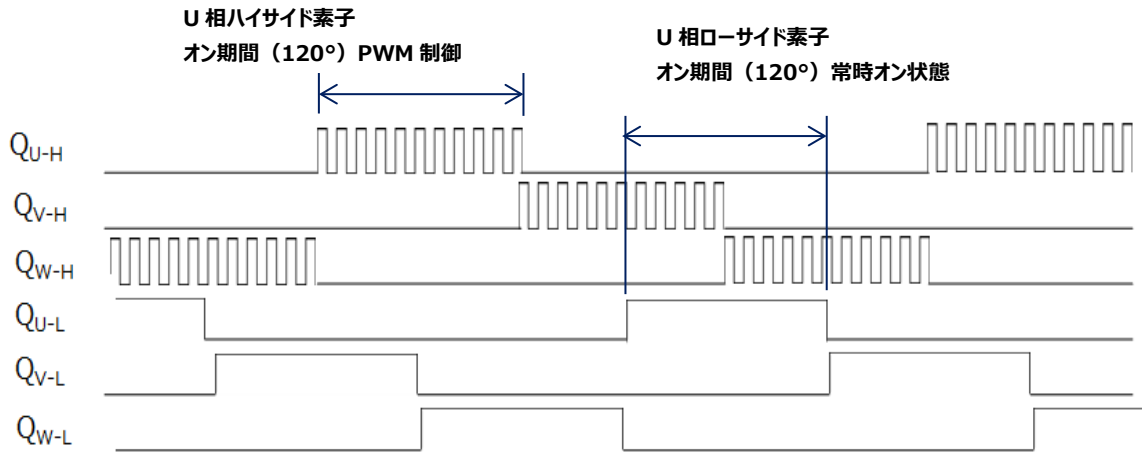 U 相ハイサイド素子
オン期間（120°）PWM 制御
U 相ローサイド素子
オン期間（120°）常時オン状態
QU-H
QV-H
QW-H
QU-L
QV-L
QW-L